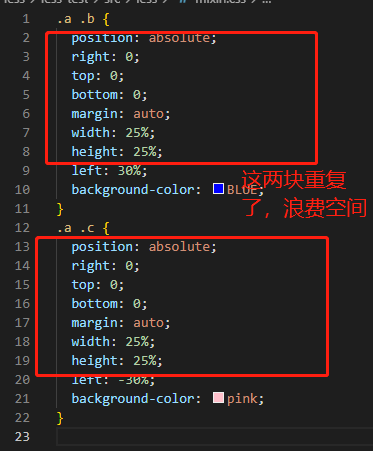 less > less-test > src > less > # mixin.css > ...
1 .a .b {
2 position: absolute;
3 right: 0;
4 top: 0;
5 bottom: 0;
6 margin: auto;
7 width: 25%;
8 height: 25%;
9 left: 30%;
10 background-color: BLUE;
11 }
这两块重复
了，浪费空间
12 .a .c {
13 position: absolute;
14 right: 0;
15 top: 0;
16 bottom: 0;
17 margin: auto;
18 width: 25%;
19 height: 25%;
20 left: -30%;
21 background-color: pink;
22 }
23